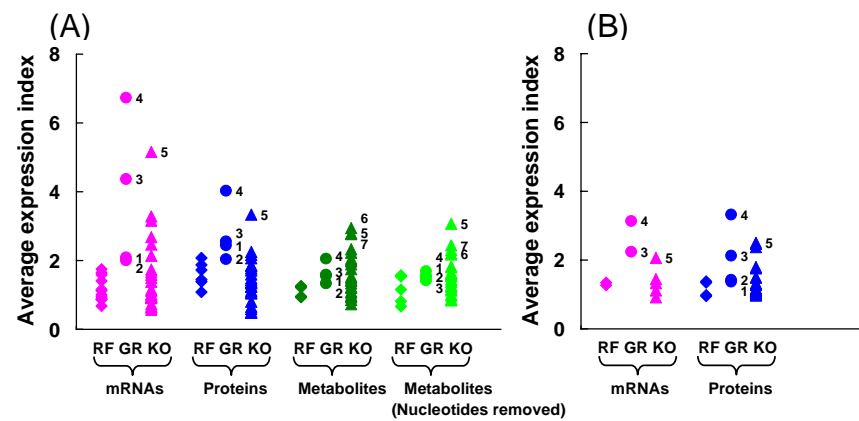 (A)
(B)
Average expression index
8
6
4
2
0
4
3
1
2
5
4
3
1
2
5
4
3
1
2
6
5
7
4
1
2
3
5
7
6
RF GR KO
RF GR KO
RF GR KO
RF GR KO
mRNAs
Proteins
Metabolites
Metabolites
(Nucleotides removed)
Average expression index
8
6
4
2
0
4
3
5
4
3
2
1
5
RF GR KO
RF GR KO
mRNAs
Proteins